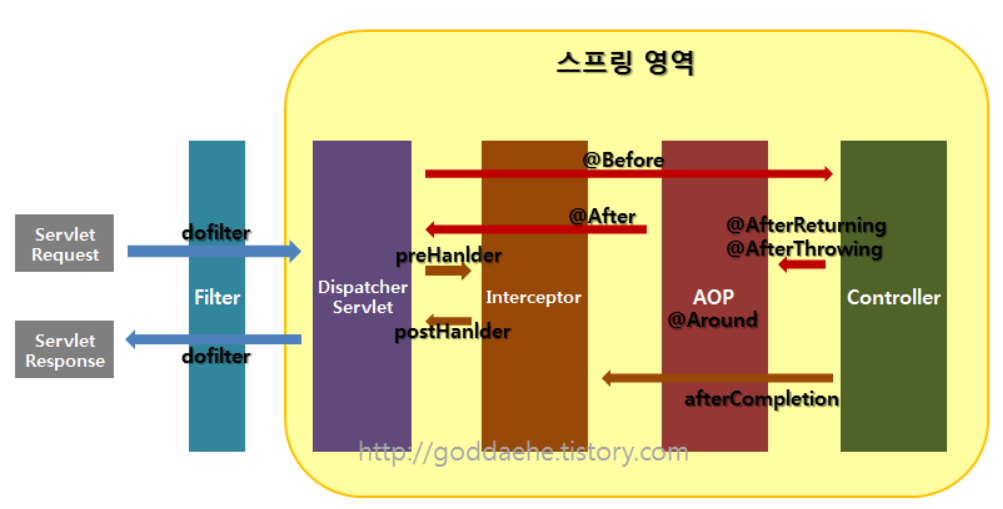 스프링 영역
@Before
@After
@AfterReturning
@AfterThrowing
Servlet
Request
dofilter
preHanlder
Filter
Dispatcher
Servlet
Interceptor
AOP
@Around
Controller
postHanlder
Servlet
Response
dofilter
afterCompletion
http://goddaehe.tistory.com